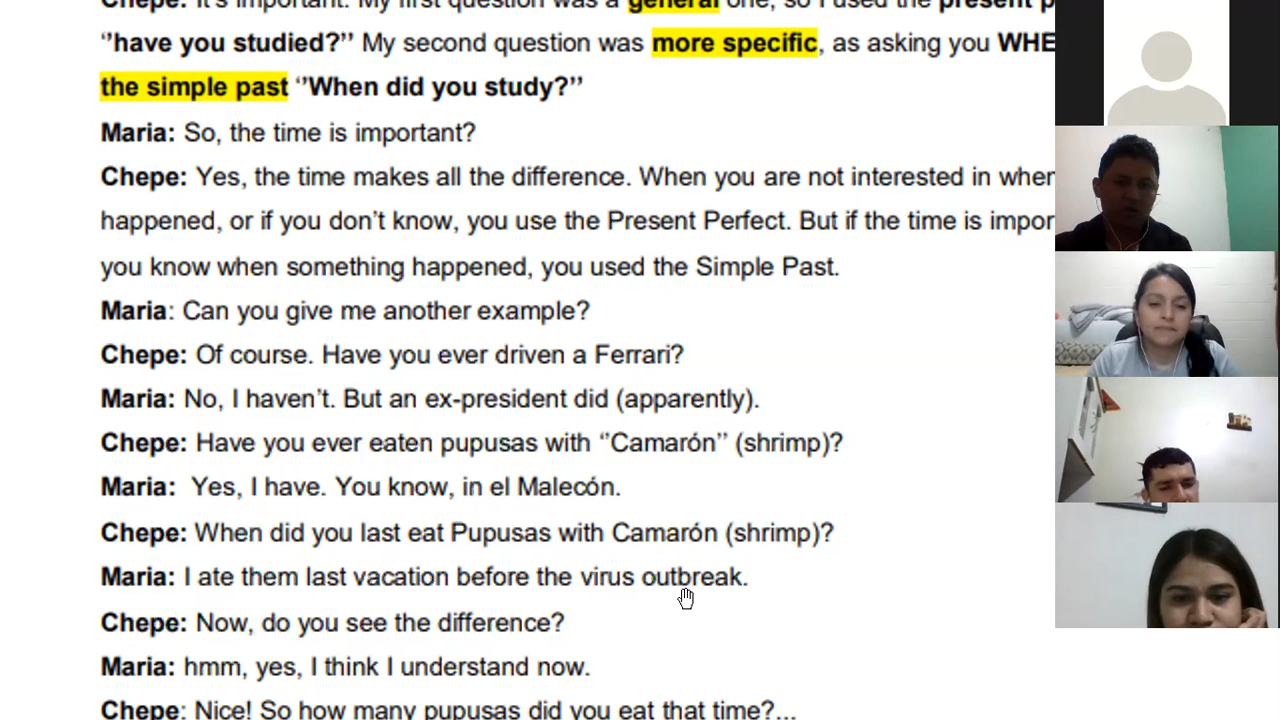 Chepe: It's important. My first question was a general one, so I used the present p
''have you studied?'' My second question was more specific, as asking you WHE
the simple past ''When did you study?''
Maria: So, the time is important?
Chepe: Yes, the time makes all the difference. When you are not interested in when
happened, or if you don't know, you use the Present Perfect. But if the time is impor
you know when something happened, you used the Simple Past.
Maria: Can you give me another example?
Chepe: Of course. Have you ever driven a Ferrari?
Maria: No, I haven't. But an ex-president did (apparently).
Chepe: Have you ever eaten pupusas with ''Camarón'' (shrimp)?
Maria: Yes, I have. You know, in el Malecón.
Chepe: When did you last eat Pupusas with Camarón (shrimp)?
Maria: I ate them last vacation before the virus outbreak.
Chepe: Now, do you see the difference?
Maria: hmm, yes, I think I understand now.
Chepe: Nice! So how many pupusas did you eat that time?...